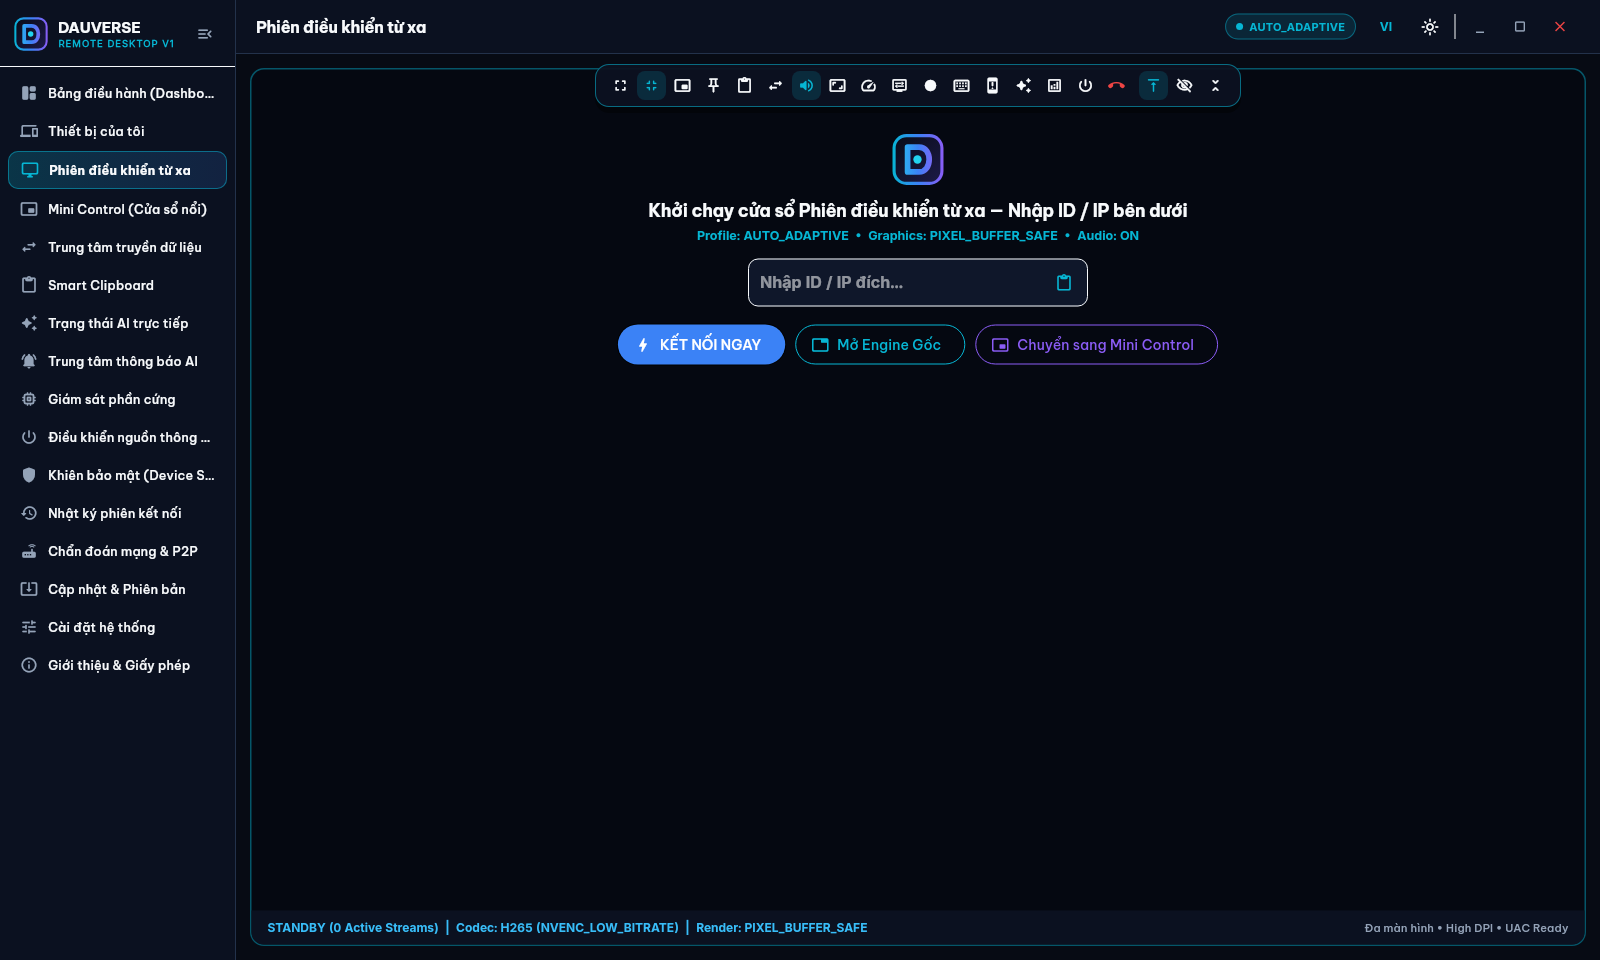 DAUVERSE
REMOTE DESKTOP V1
Phiên điều khiển từ xa
AUTO_ADAPTIVE
VI
Bảng điều hành (Dashbo...
Thiết bị của tôi
Phiên điều khiển từ xa
Mini Control (Cửa sổ nổi)
Trung tâm truyền dữ liệu
Smart Clipboard
Trạng thái AI trực tiếp
Trung tâm thông báo AI
Giám sát phần cứng
Điều khiển nguồn thông ...
Khiên bảo mật (Device S...
Nhật ký phiên kết nối
Chẩn đoán mạng & P2P
Cập nhật & Phiên bản
Cài đặt hệ thống
Giới thiệu & Giấy phép
Khởi chạy cửa sổ Phiên điều khiển từ xa — Nhập ID / IP bên dưới
Profile: AUTO_ADAPTIVE • Graphics: PIXEL_BUFFER_SAFE • Audio: ON
Nhập ID / IP đích...
KẾT NỐI NGAY
Mở Engine Gốc
Chuyển sang Mini Control
STANDBY (0 Active Streams) | Codec: H265 (NVENC_LOW_BITRATE) | Render: PIXEL_BUFFER_SAFE
Đa màn hình • High DPI • UAC Ready